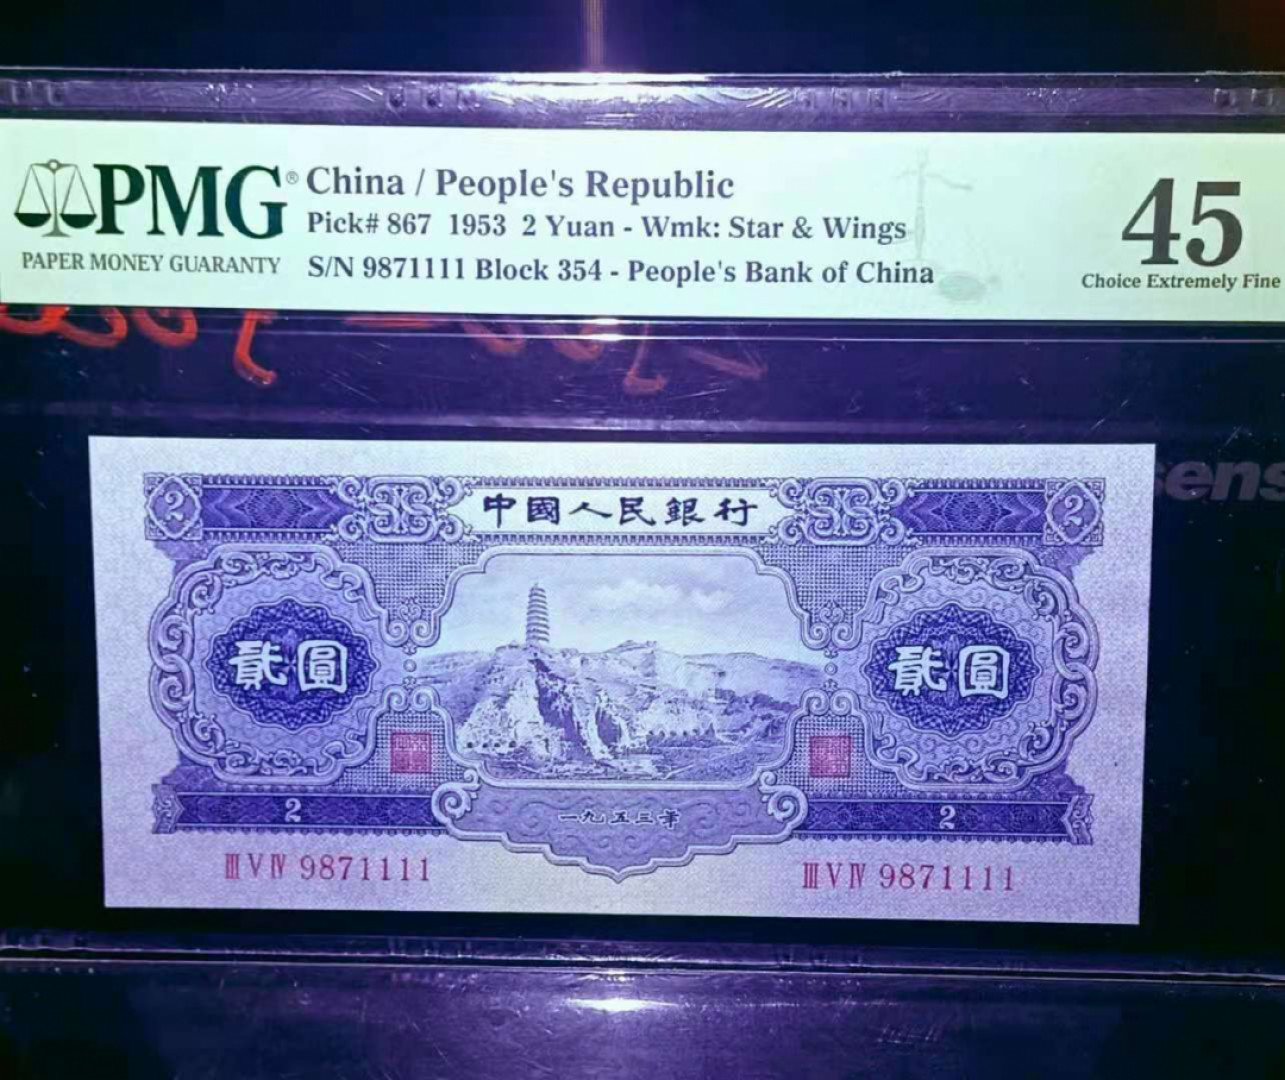 PMG®
PAPER MONEY GUARANTY
China / People's Republic
Pick# 867 1953 2 Yuan - Wmk: Star & Wings
S/N 9871111 Block 354 - People's Bank of China
45
Choice Extremely Fine
sens
2 中國人民銀行 2
貳圓 貳圓
2 一九五三年 2
ⅢⅤⅣ 9871111 ⅢⅤⅣ 9871111